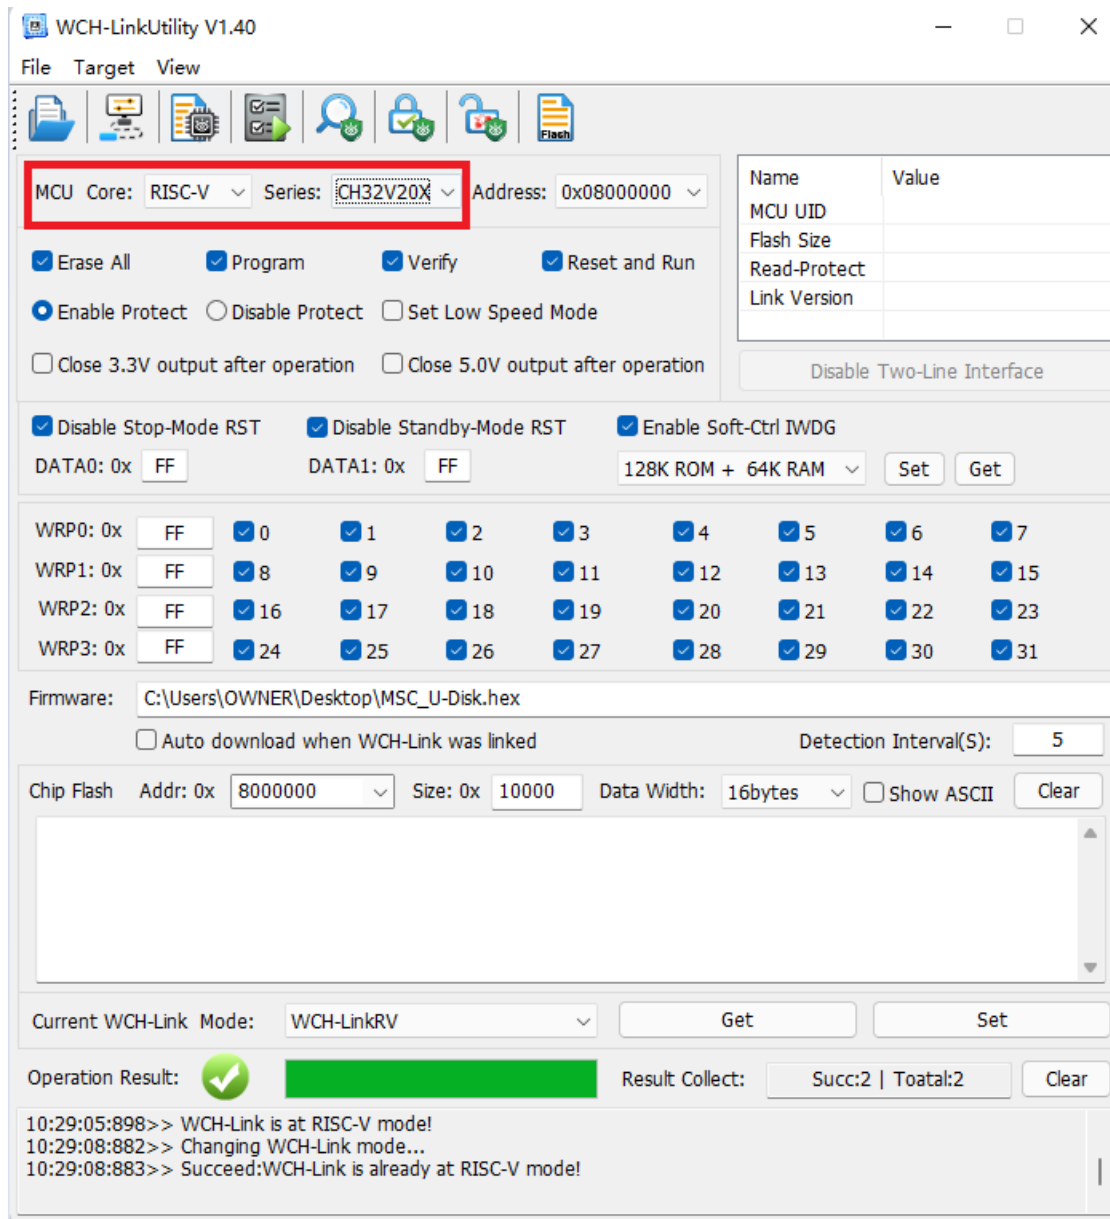 WCH-LinkUtility V1.40
File Target View
Flash
MCU Core: RISC-V Series: CH32V20X Address: 0x08000000
Name Value
MCU UID
Flash Size
Read-Protect
Link Version
Erase All Program Verify Reset and Run
Enable Protect Disable Protect Set Low Speed Mode
Close 3.3V output after operation Close 5.0V output after operation
Disable Two-Line Interface
Disable Stop-Mode RST Disable Standby-Mode RST Enable Soft-Ctrl IWDG
DATA0: 0x FF DATA1: 0x FF 128K ROM + 64K RAM Set Get
WRP0: 0x FF 0 1 2 3 4 5 6 7
WRP1: 0x FF 8 9 10 11 12 13 14 15
WRP2: 0x FF 16 17 18 19 20 21 22 23
WRP3: 0x FF 24 25 26 27 28 29 30 31
Firmware: C:\Users\OWNER\Desktop\MSC_U-Disk.hex
Auto download when WCH-Link was linked Detection Interval(S): 5
Chip Flash Addr: 0x 8000000 Size: 0x 10000 Data Width: 16bytes Show ASCII Clear
Current WCH-Link Mode: WCH-LinkRV Get Set
Operation Result: Result Collect: Succ:2 | Toatal:2 Clear
10:29:05:898>> WCH-Link is at RISC-V mode!
10:29:08:882>> Changing WCH-Link mode...
10:29:08:883>> Succeed:WCH-Link is already at RISC-V mode!